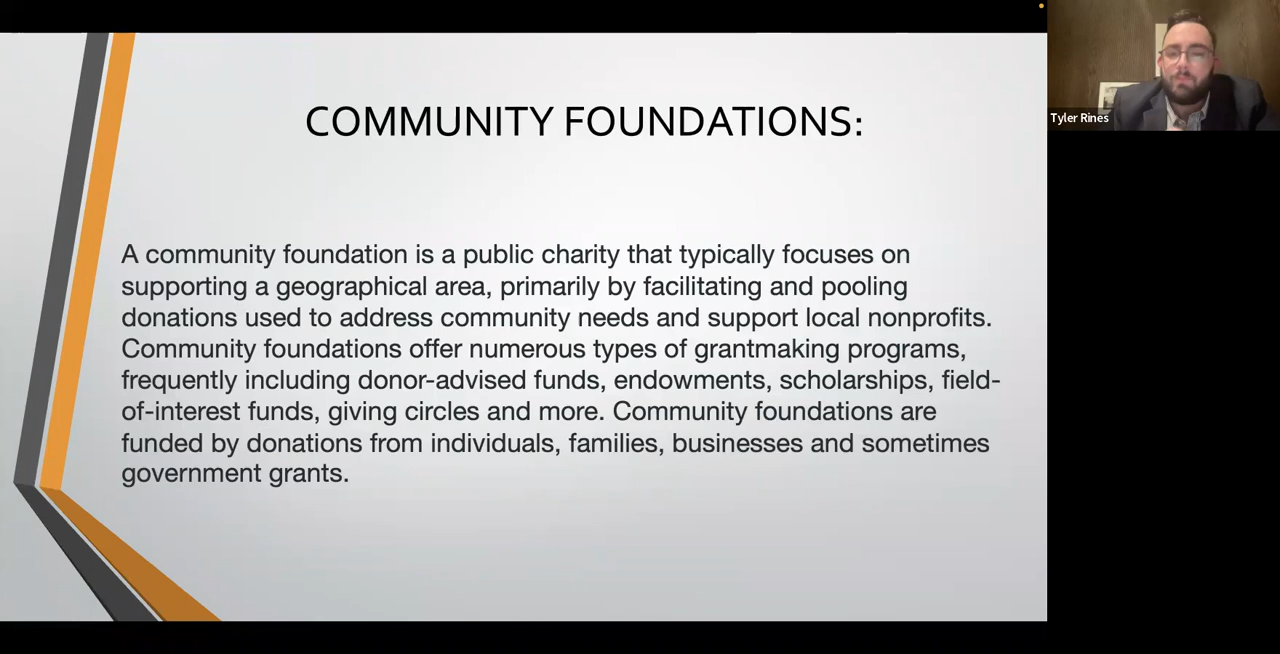 COMMUNITY FOUNDATIONS:
A community foundation is a public charity that typically focuses on
supporting a geographical area, primarily by facilitating and pooling
donations used to address community needs and support local nonprofits.
Community foundations offer numerous types of grantmaking programs,
frequently including donor-advised funds, endowments, scholarships, field-
of-interest funds, giving circles and more. Community foundations are
funded by donations from individuals, families, businesses and sometimes
government grants.
Tyler Rines